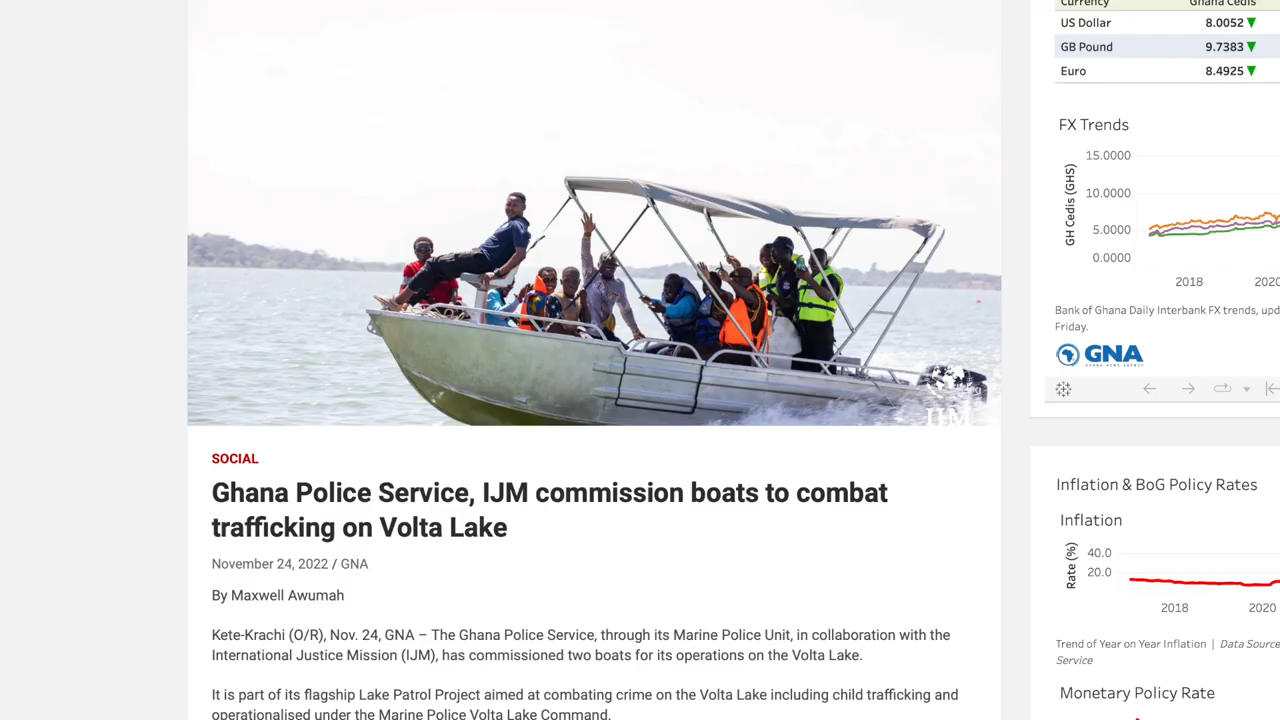 IJM
SOCIAL
Ghana Police Service, IJM commission boats to combat
trafficking on Volta Lake
November 24, 2022 / GNA
By Maxwell Awumah
Kete-Krachi (O/R), Nov. 24, GNA – The Ghana Police Service, through its Marine Police Unit, in collaboration with the
International Justice Mission (IJM), has commissioned two boats for its operations on the Volta Lake.
It is part of its flagship Lake Patrol Project aimed at combating crime on the Volta Lake including child trafficking and
operationalised under the Marine Police Volta Lake Command.
Currency Ghana Cedis
US Dollar 8.0052
GB Pound 9.7383
Euro 8.4925
FX Trends
GH Cedis (GHS)
15.0000
10.0000
5.0000
0.0000
2018 2020
Bank of Ghana Daily Interbank FX trends, upd
Friday.
GNA
GHANA NEWS AGENCY
Inflation & BoG Policy Rates
Inflation
Rate (%)
40.0
20.0
2018 2020
Trend of Year on Year Inflation | Data Source
Service
Monetary Policy Rate